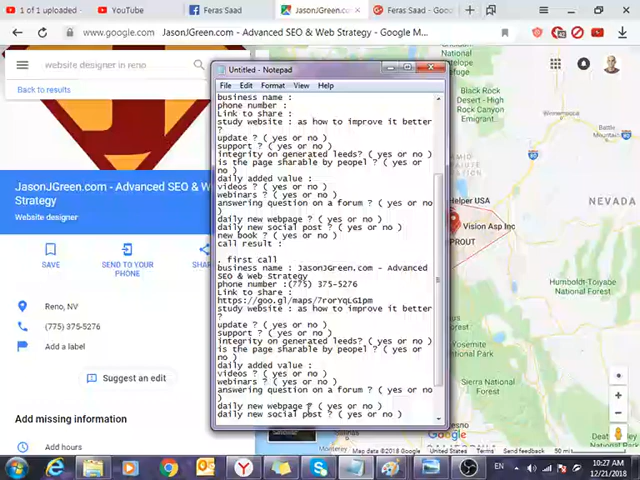 1 of 1 uploaded -
YouTube
Feras Saad
JasonJGreen.com -
Feras Saad - Goo
www.google.com
JasonJGreen.com - Advanced SEO & Web Strategy - Google M...
website designer in reno
Back to results
JasonJGreen.com - Advanced SEO & W
Strategy
Website designer
SAVE
SEND TO YOUR
PHONE
SHAR
Reno, NV
(775) 375-5276
Add a label
Suggest an edit
Add missing information
Add hours
Untitled - Notepad
File Edit Format View Help
business name :
phone number :
Link to share :
study website : as how to improve it better
?
update ? ( yes or no )
support ? ( yes or no )
integrity on generated leeds? ( yes or no )
is the page sharable by peopel ? ( yes or
no )
daily added value :
videos ? ( yes or no )
webinars ? ( yes or no )
answering question on a forum ? ( yes or no
)
daily new webpage ? ( yes or no )
daily new social post ? ( yes or no )
new book ? ( yes or no )
call result :
. first call
business name : JasonJGreen.com - Advanced
SEO & Web Strategy
phone number :(775) 375-5276
Link to share :
https://goo.gl/maps/7rorYqLG1pm
study website : as how to improve it better
?
update ? ( yes or no )
support ? ( yes or no )
integrity on generated leeds? ( yes or no )
is the page sharable by peopel ? ( yes or
no )
daily added value :
videos ? ( yes or no )
webinars ? ( yes or no )
answering question on a forum ? ( yes or no
)
daily new webpage ? ( yes or no )
daily new social post ? ( yes or no )
Black Rock
Desert
Wilderness
Battle
Mountain
Helper USA
NEVADA
Vision Asp Inc
SPROUT
Humboldt-Toiyabe
National Forest
Google
Map data ©2018 Google
Terms
Send feedback
50 mi
EN
10:27 AM
12/21/2018